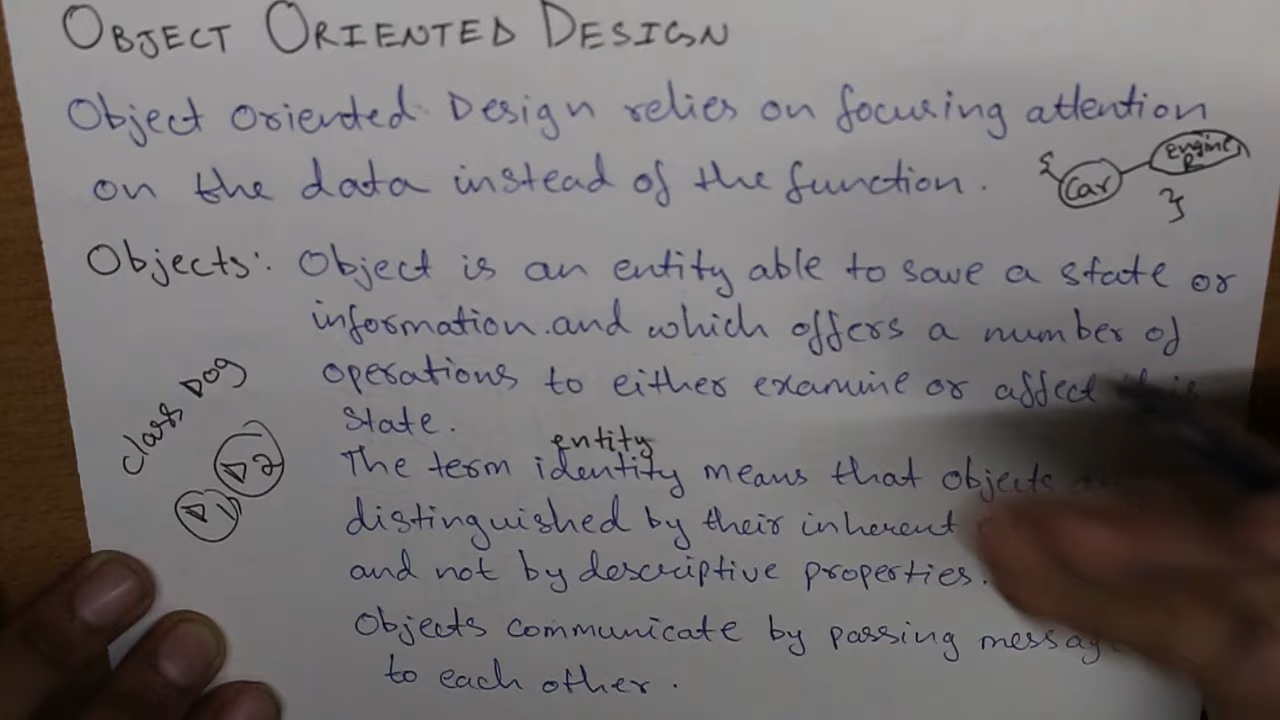 OBJECT ORIENTED DESIGN
Object Oriented Design relies on focusing attention
on the data instead of the function.
{ Car engine }
Objects: Object is an entity able to save a state or
information and which offers a number of
operations to either examine or affect this
state.
class Dog
D1 D2
entity
The term identity means that objects
distinguished by their inherent
and not by descriptive properties.
Objects communicate by passing
to each other.